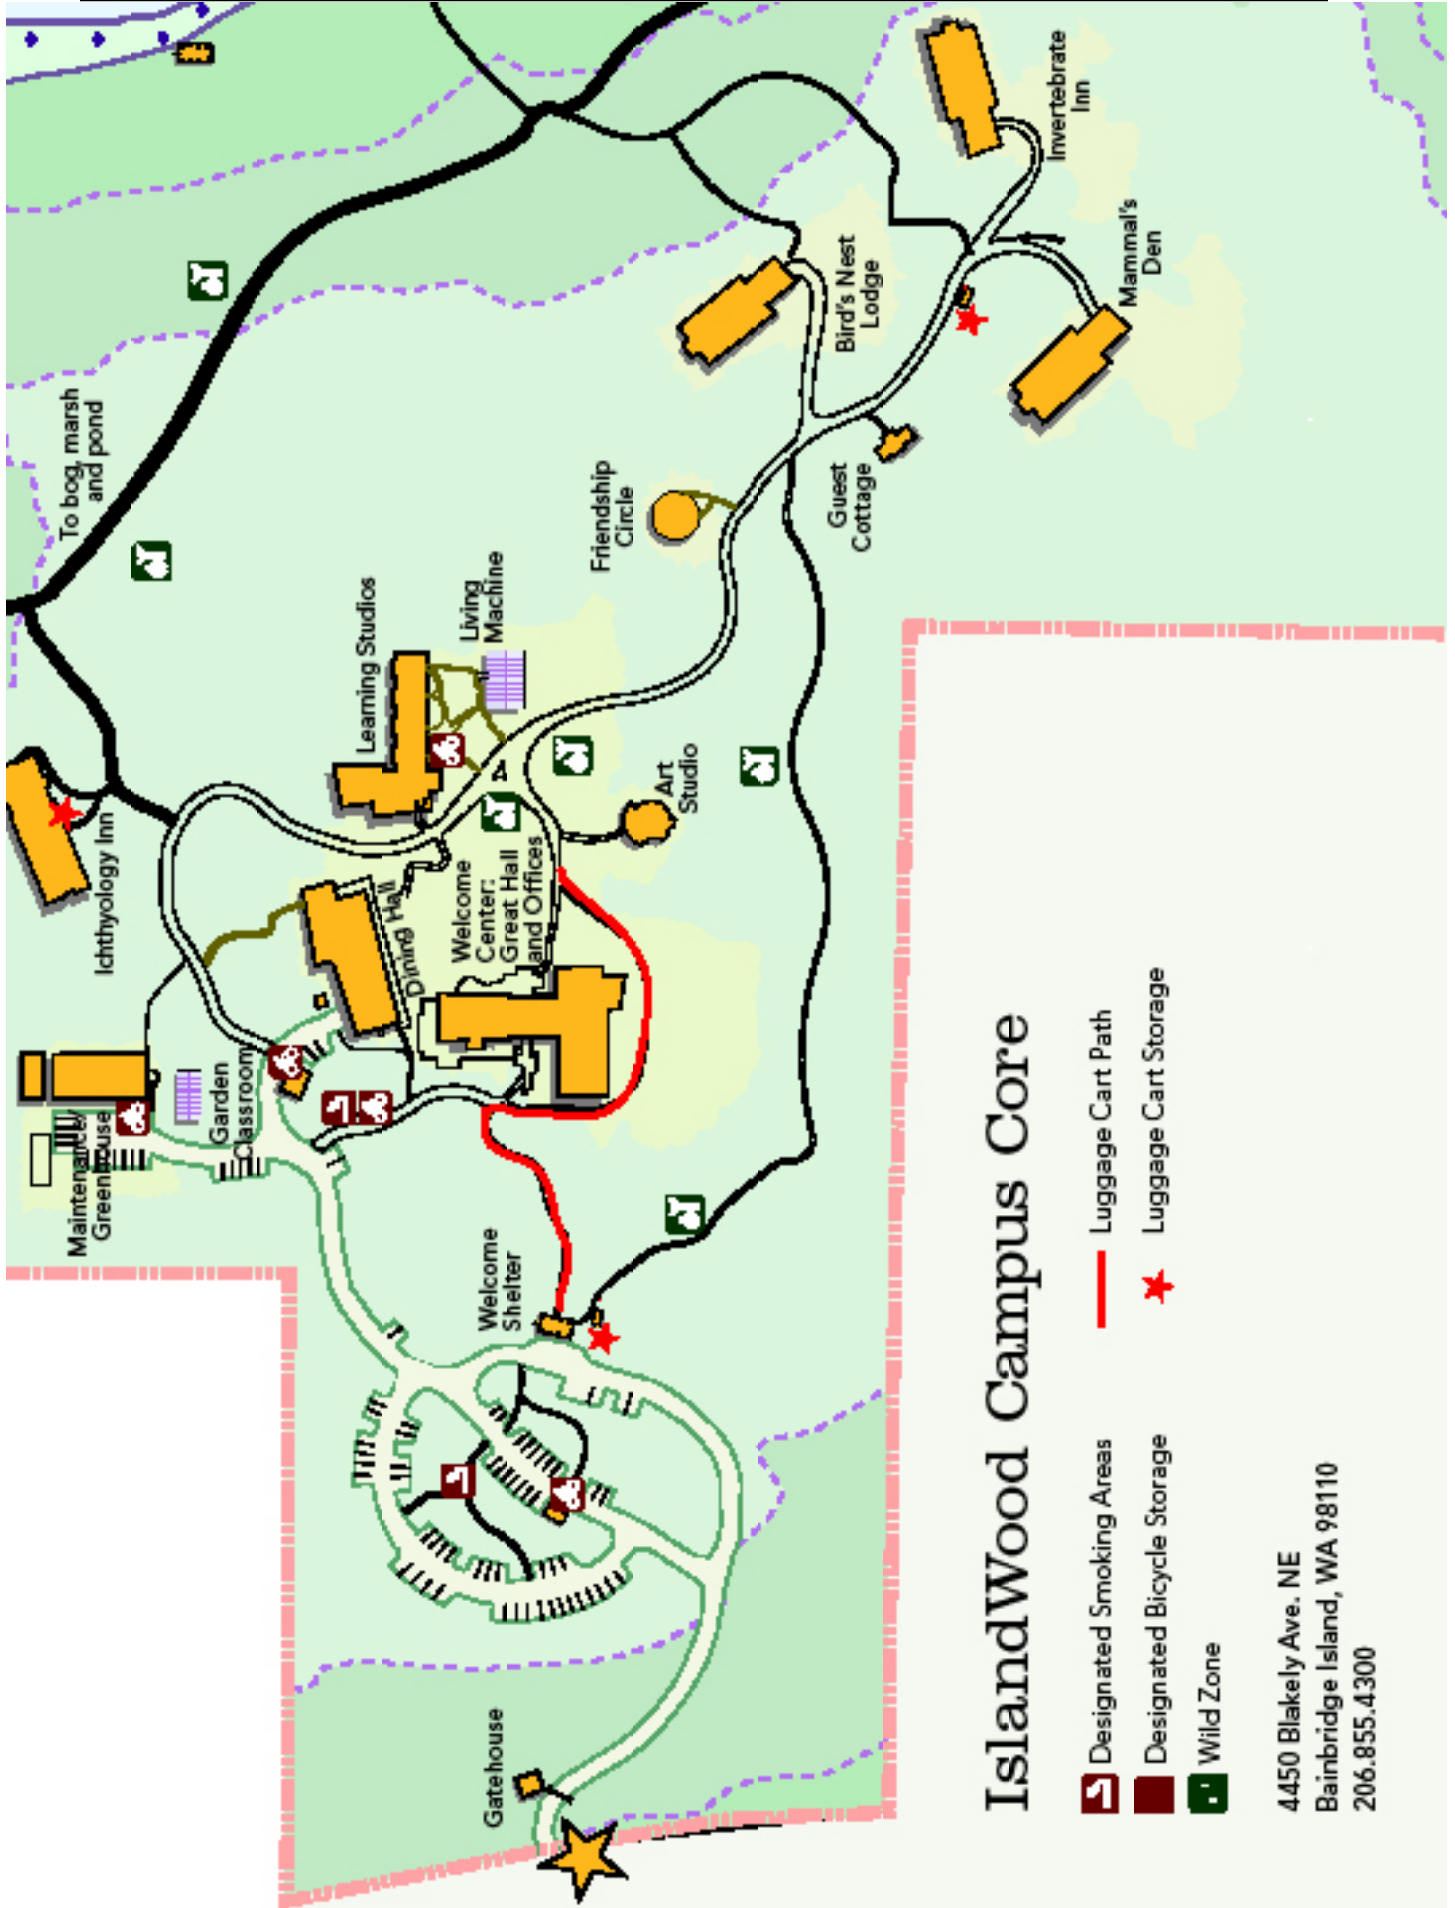 To bog, marsh
and pond
Ichthyology Inn
Maintenance/
Greenhouse
Garden
Classroom
Dining Hall
Learning Studios
Living
Machine
Welcome
Center:
Great Hall
and Offices
Art
Studio
Friendship
Circle
Bird's Nest
Lodge
Guest
Cottage
Invertebrate
Inn
Mammal's
Den
Welcome
Shelter
Gatehouse
IslandWood Campus Core
Designated Smoking Areas
Designated Bicycle Storage
Wild Zone
Luggage Cart Path
Luggage Cart Storage
4450 Blakely Ave. NE
Bainbridge Island, WA 98110
206.855.4300